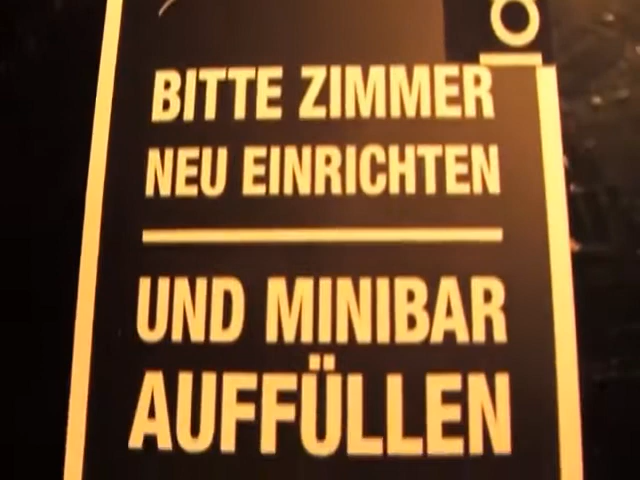 BITTE ZIMMER
NEU EINRICHTEN
UND MINIBAR
AUFFÜLLEN